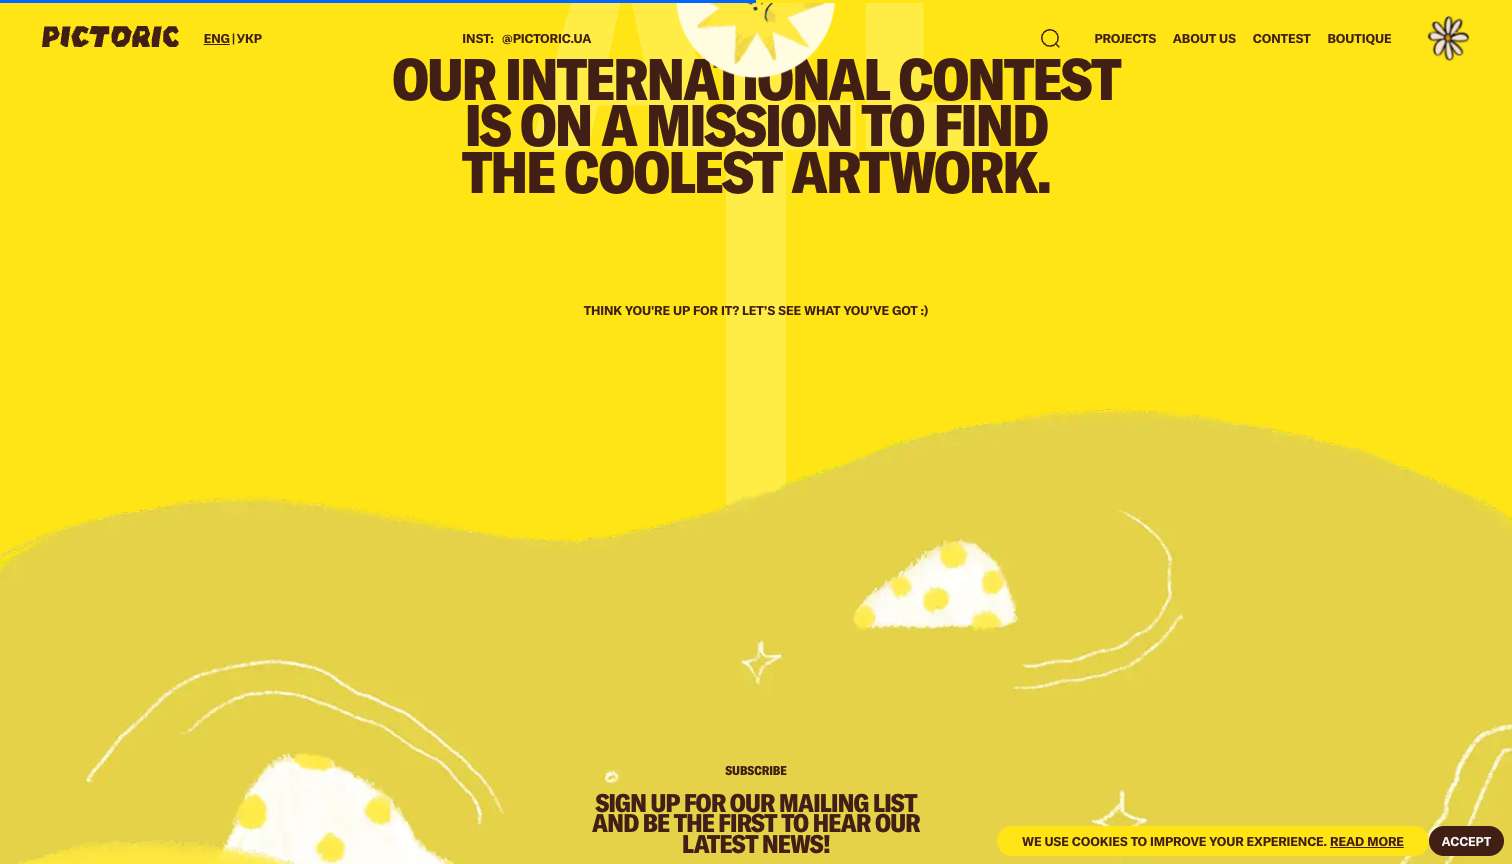 PICTORIC
ENG | УКР
INST: @PICTORIC.UA
PROJECTS ABOUT US CONTEST BOUTIQUE
OUR INTERNATIONAL CONTEST
IS ON A MISSION TO FIND
THE COOLEST ARTWORK.
THINK YOU'RE UP FOR IT? LET'S SEE WHAT YOU'VE GOT :)
SUBSCRIBE
SIGN UP FOR OUR MAILING LIST
AND BE THE FIRST TO HEAR OUR
LATEST NEWS!
WE USE COOKIES TO IMPROVE YOUR EXPERIENCE. READ MORE
ACCEPT